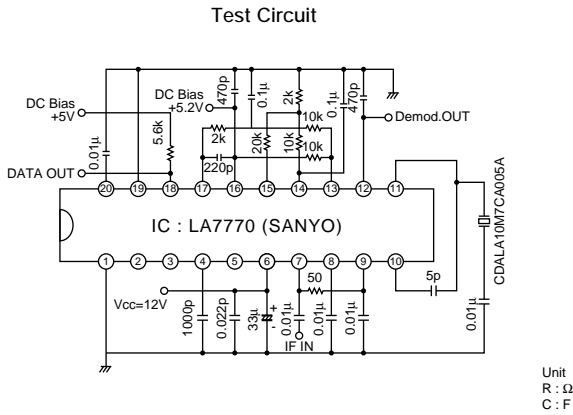 Test Circuit
DC Bias
+5V
DC Bias
+5.2V
470p
0.1µ
2k
0.1µ
470p
Demod.OUT
0.01µ
5.6k
2k
20k
10k
10k
10k
220p
DATA OUT
20 19 18 17 16 15 14 13 12 11
IC : LA7770 (SANYO)
1 2 3 4 5 6 7 8 9 10
CDALA10M7CA005A
5p
50
Vcc=12V
1000p
0.022p
33µ
+
-
0.01µ
0.01µ
0.01µ
0.01µ
IF IN
Unit
R : Ω
C : F